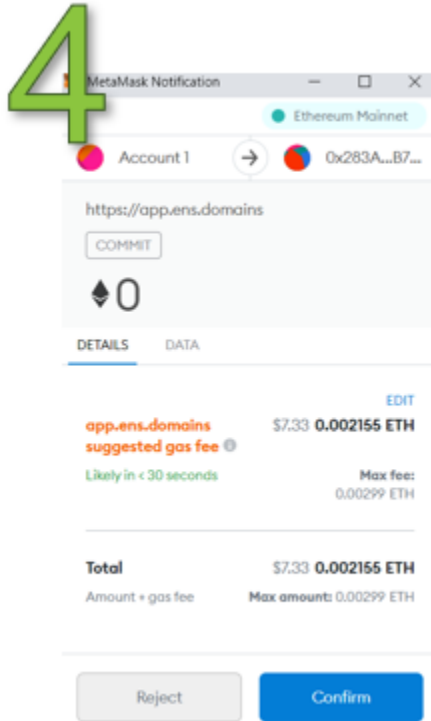 4
MetaMask Notification
Ethereum Mainnet
Account 1
0x283A...B7...
https://app.ens.domains
COMMIT
0
DETAILS DATA
EDIT
app.ens.domains $7.33 0.002155 ETH
suggested gas fee
Likely in < 30 seconds Max fee:
0.00299 ETH
Total $7.33 0.002155 ETH
Amount + gas fee Max amount: 0.00299 ETH
Reject Confirm